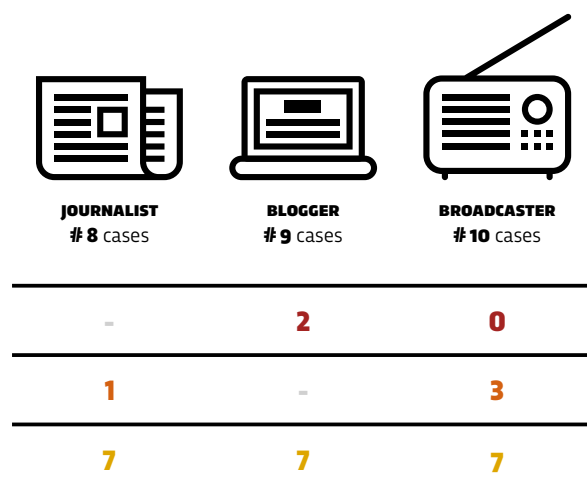 JOURNALIST BLOGGER BROADCASTER
# 8 cases # 9 cases # 10 cases
- 2 0
1 - 3
7 7 7